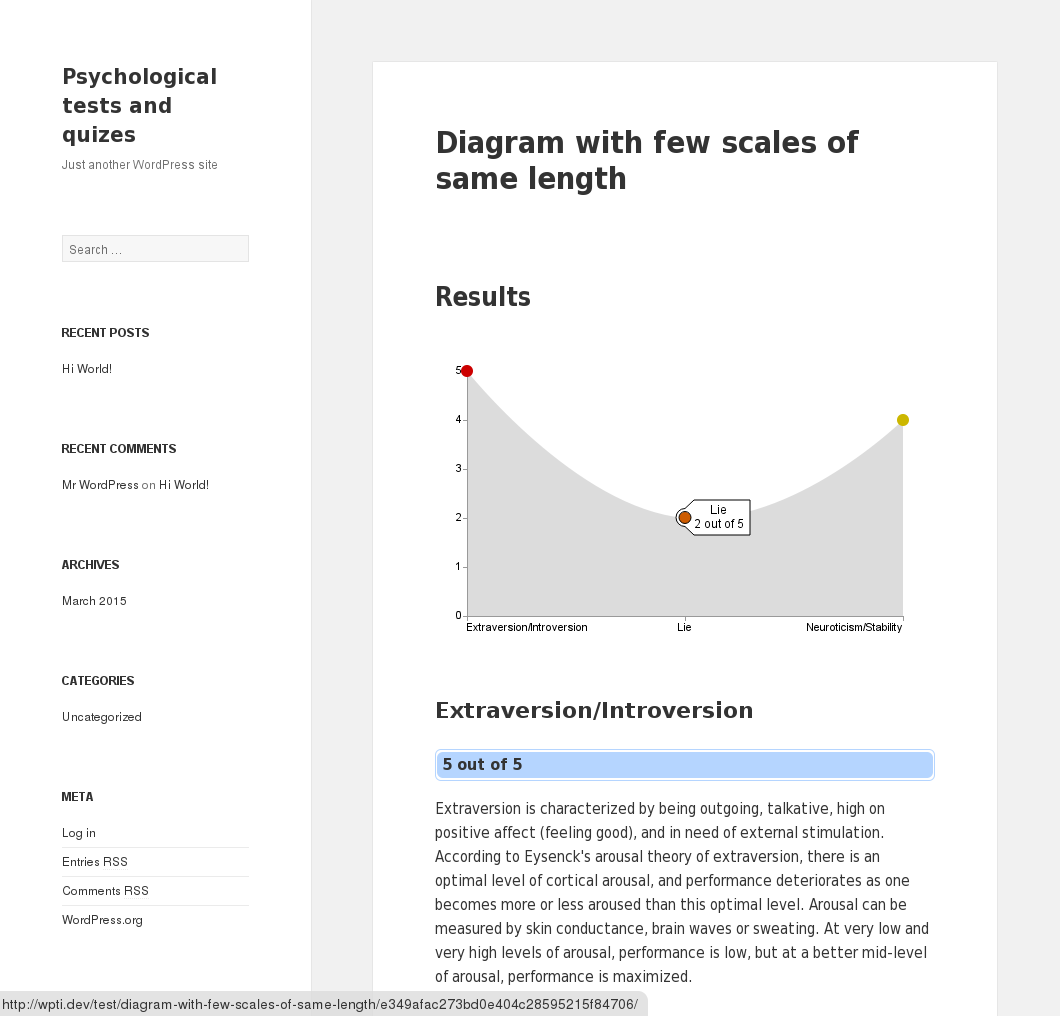 Psychological
tests and
quizes
Just another WordPress site
Search ...
RECENT POSTS
Hi World!
RECENT COMMENTS
Mr WordPress on Hi World!
ARCHIVES
March 2015
CATEGORIES
Uncategorized
META
Log in
Entries RSS
Comments RSS
WordPress.org
Diagram with few scales of
same length
Results
5
4
3
2
1
0
Lie
2 out of 5
Extraversion/Introversion
Lie
Neuroticism/Stability
Extraversion/Introversion
5 out of 5
Extraversion is characterized by being outgoing, talkative, high on
positive affect (feeling good), and in need of external stimulation.
According to Eysenck's arousal theory of extraversion, there is an
optimal level of cortical arousal, and performance deteriorates as one
becomes more or less aroused than this optimal level. Arousal can be
measured by skin conductance, brain waves or sweating. At very low and
very high levels of arousal, performance is low, but at a better mid-level
of arousal, performance is maximized.
http://wpti.dev/test/diagram-with-few-scales-of-same-length/e349afac273bd0e404c28595215f84706/